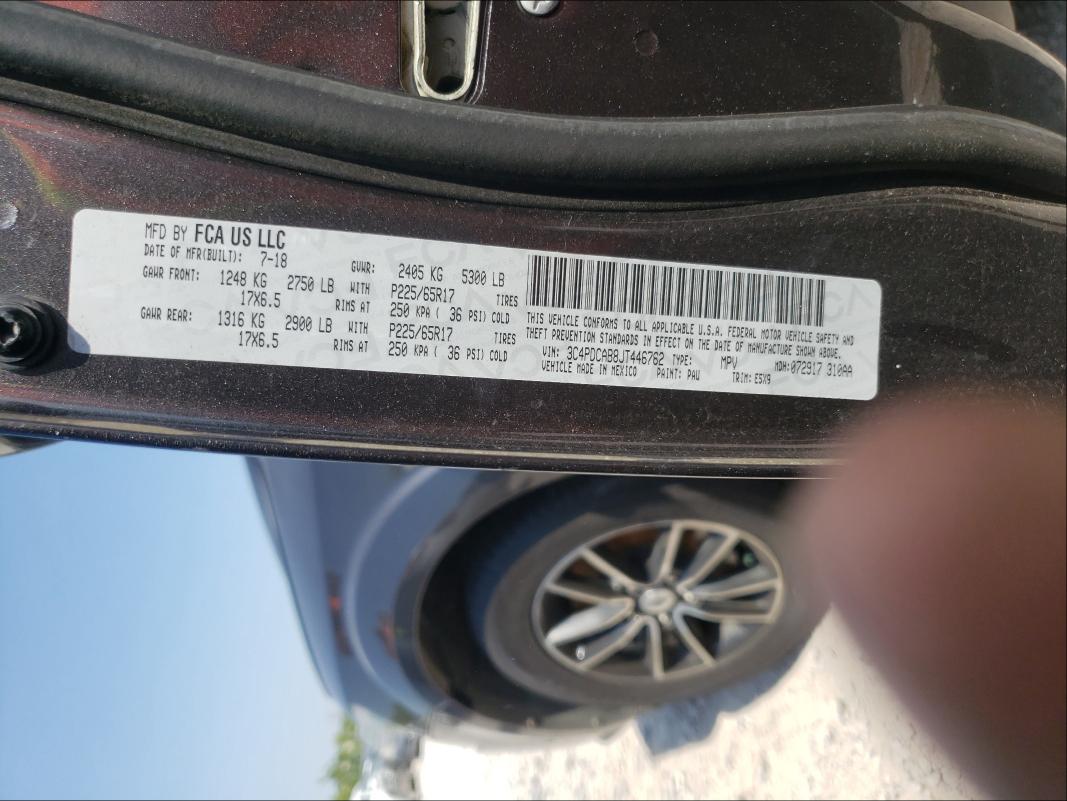 MFD BY FCA US LLC
DATE OF MFR(BUILT): 7-18 GVWR: 2405 KG 5300 LB
GAWR FRONT: 1248 KG 2750 LB WITH P225/65R17 TIRES
17X6.5 RIMS AT 250 KPA ( 36 PSI) COLD
GAWR REAR: 1316 KG 2900 LB WITH P225/65R17 TIRES
17X6.5 RIMS AT 250 KPA ( 36 PSI) COLD
THIS VEHICLE CONFORMS TO ALL APPLICABLE U.S.A. FEDERAL MOTOR VEHICLE SAFETY AND
THEFT PREVENTION STANDARDS IN EFFECT ON THE DATE OF MANUFACTURE SHOWN ABOVE.
VIN: 3C4PDCAB8JT446762 TYPE: MPV MDH:072917 310AA
VEHICLE MADE IN MEXICO PAINT: PAU TRIM: E5X9